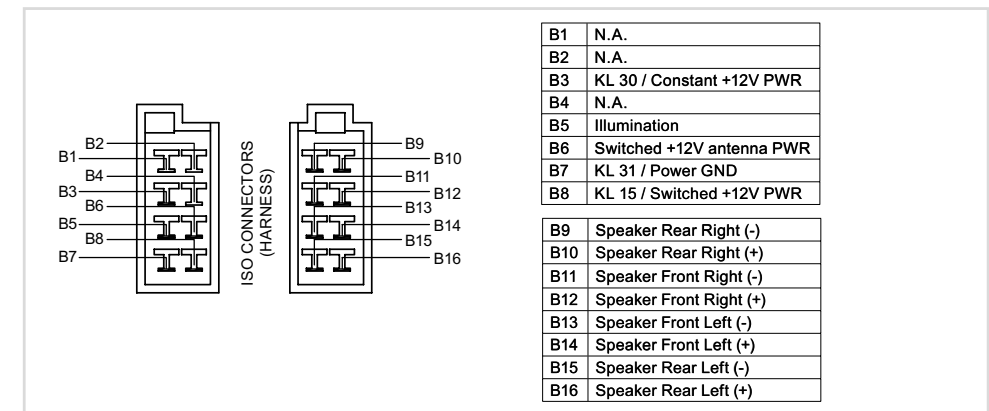 B2
B1
B4
B3
B6
B5
B8
B7
ISO CONNECTORS
(HARNESS)
B9
B10
B11
B12
B13
B14
B15
B16
B1 N.A.
B2 N.A.
B3 KL 30 / Constant +12V PWR
B4 N.A.
B5 Illumination
B6 Switched +12V antenna PWR
B7 KL 31 / Power GND
B8 KL 15 / Switched +12V PWR
B9 Speaker Rear Right (-)
B10 Speaker Rear Right (+)
B11 Speaker Front Right (-)
B12 Speaker Front Right (+)
B13 Speaker Front Left (-)
B14 Speaker Front Left (+)
B15 Speaker Rear Left (-)
B16 Speaker Rear Left (+)